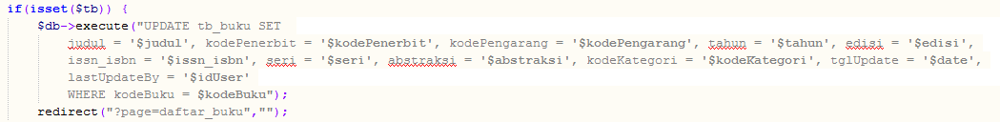 if(isset($tb)) {
$db->execute("UPDATE tb_buku SET
judul = '$judul', kodePenerbit = '$kodePenerbit', kodePengarang = '$kodePengarang', tahun = '$tahun', edisi = '$edisi',
issn_isbn = '$issn_isbn', seri = '$seri', abstraksi = '$abstraksi', kodeKategori = '$kodeKategori', tglUpdate = '$date',
lastUpdateBy = '$idUser'
WHERE kodeBuku = $kodeBuku");
redirect("?page=daftar_buku","");